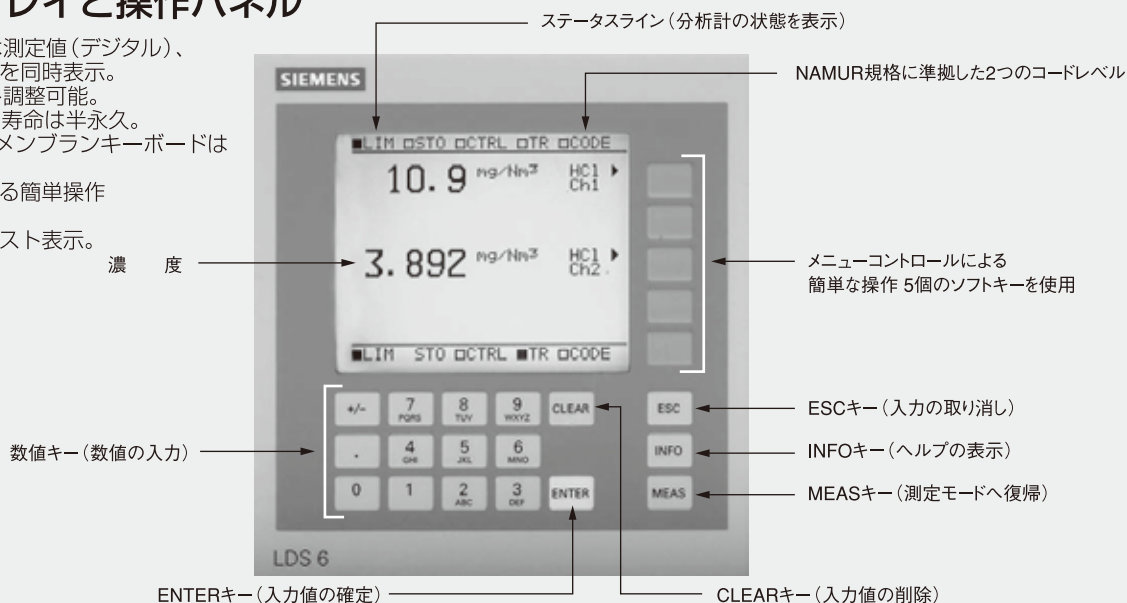 レイと操作パネル
ステータスライン（分析計の状態を表示）
測定値（デジタル）、
を同時表示。
調整可能。
寿命は半永久。
メンブランキーボードは
る簡単操作
スト表示。
NAMUR規格に準拠した2つのコードレベル
SIEMENS
■LIM □STO □CTRL □TR □CODE
10.9 mg/Nm³ HCl ▶
Ch1
濃　度
3.892 mg/Nm³ HCl ▶
Ch2
メニューコントロールによる
簡単な操作 5個のソフトキーを使用
■LIM STO □CTRL ■TR □CODE
+/- 7 PQRS 8 TUV 9 WXYZ CLEAR ESC
ESCキー（入力の取り消し）
数値キー（数値の入力）
. 4 GHI 5 JKL 6 MNO INFO
INFOキー（ヘルプの表示）
0 1 2 ABC 3 DEF ENTER MEAS
MEASキー（測定モードへ復帰）
LDS 6
ENTERキー（入力値の確定）
CLEARキー（入力値の削除）